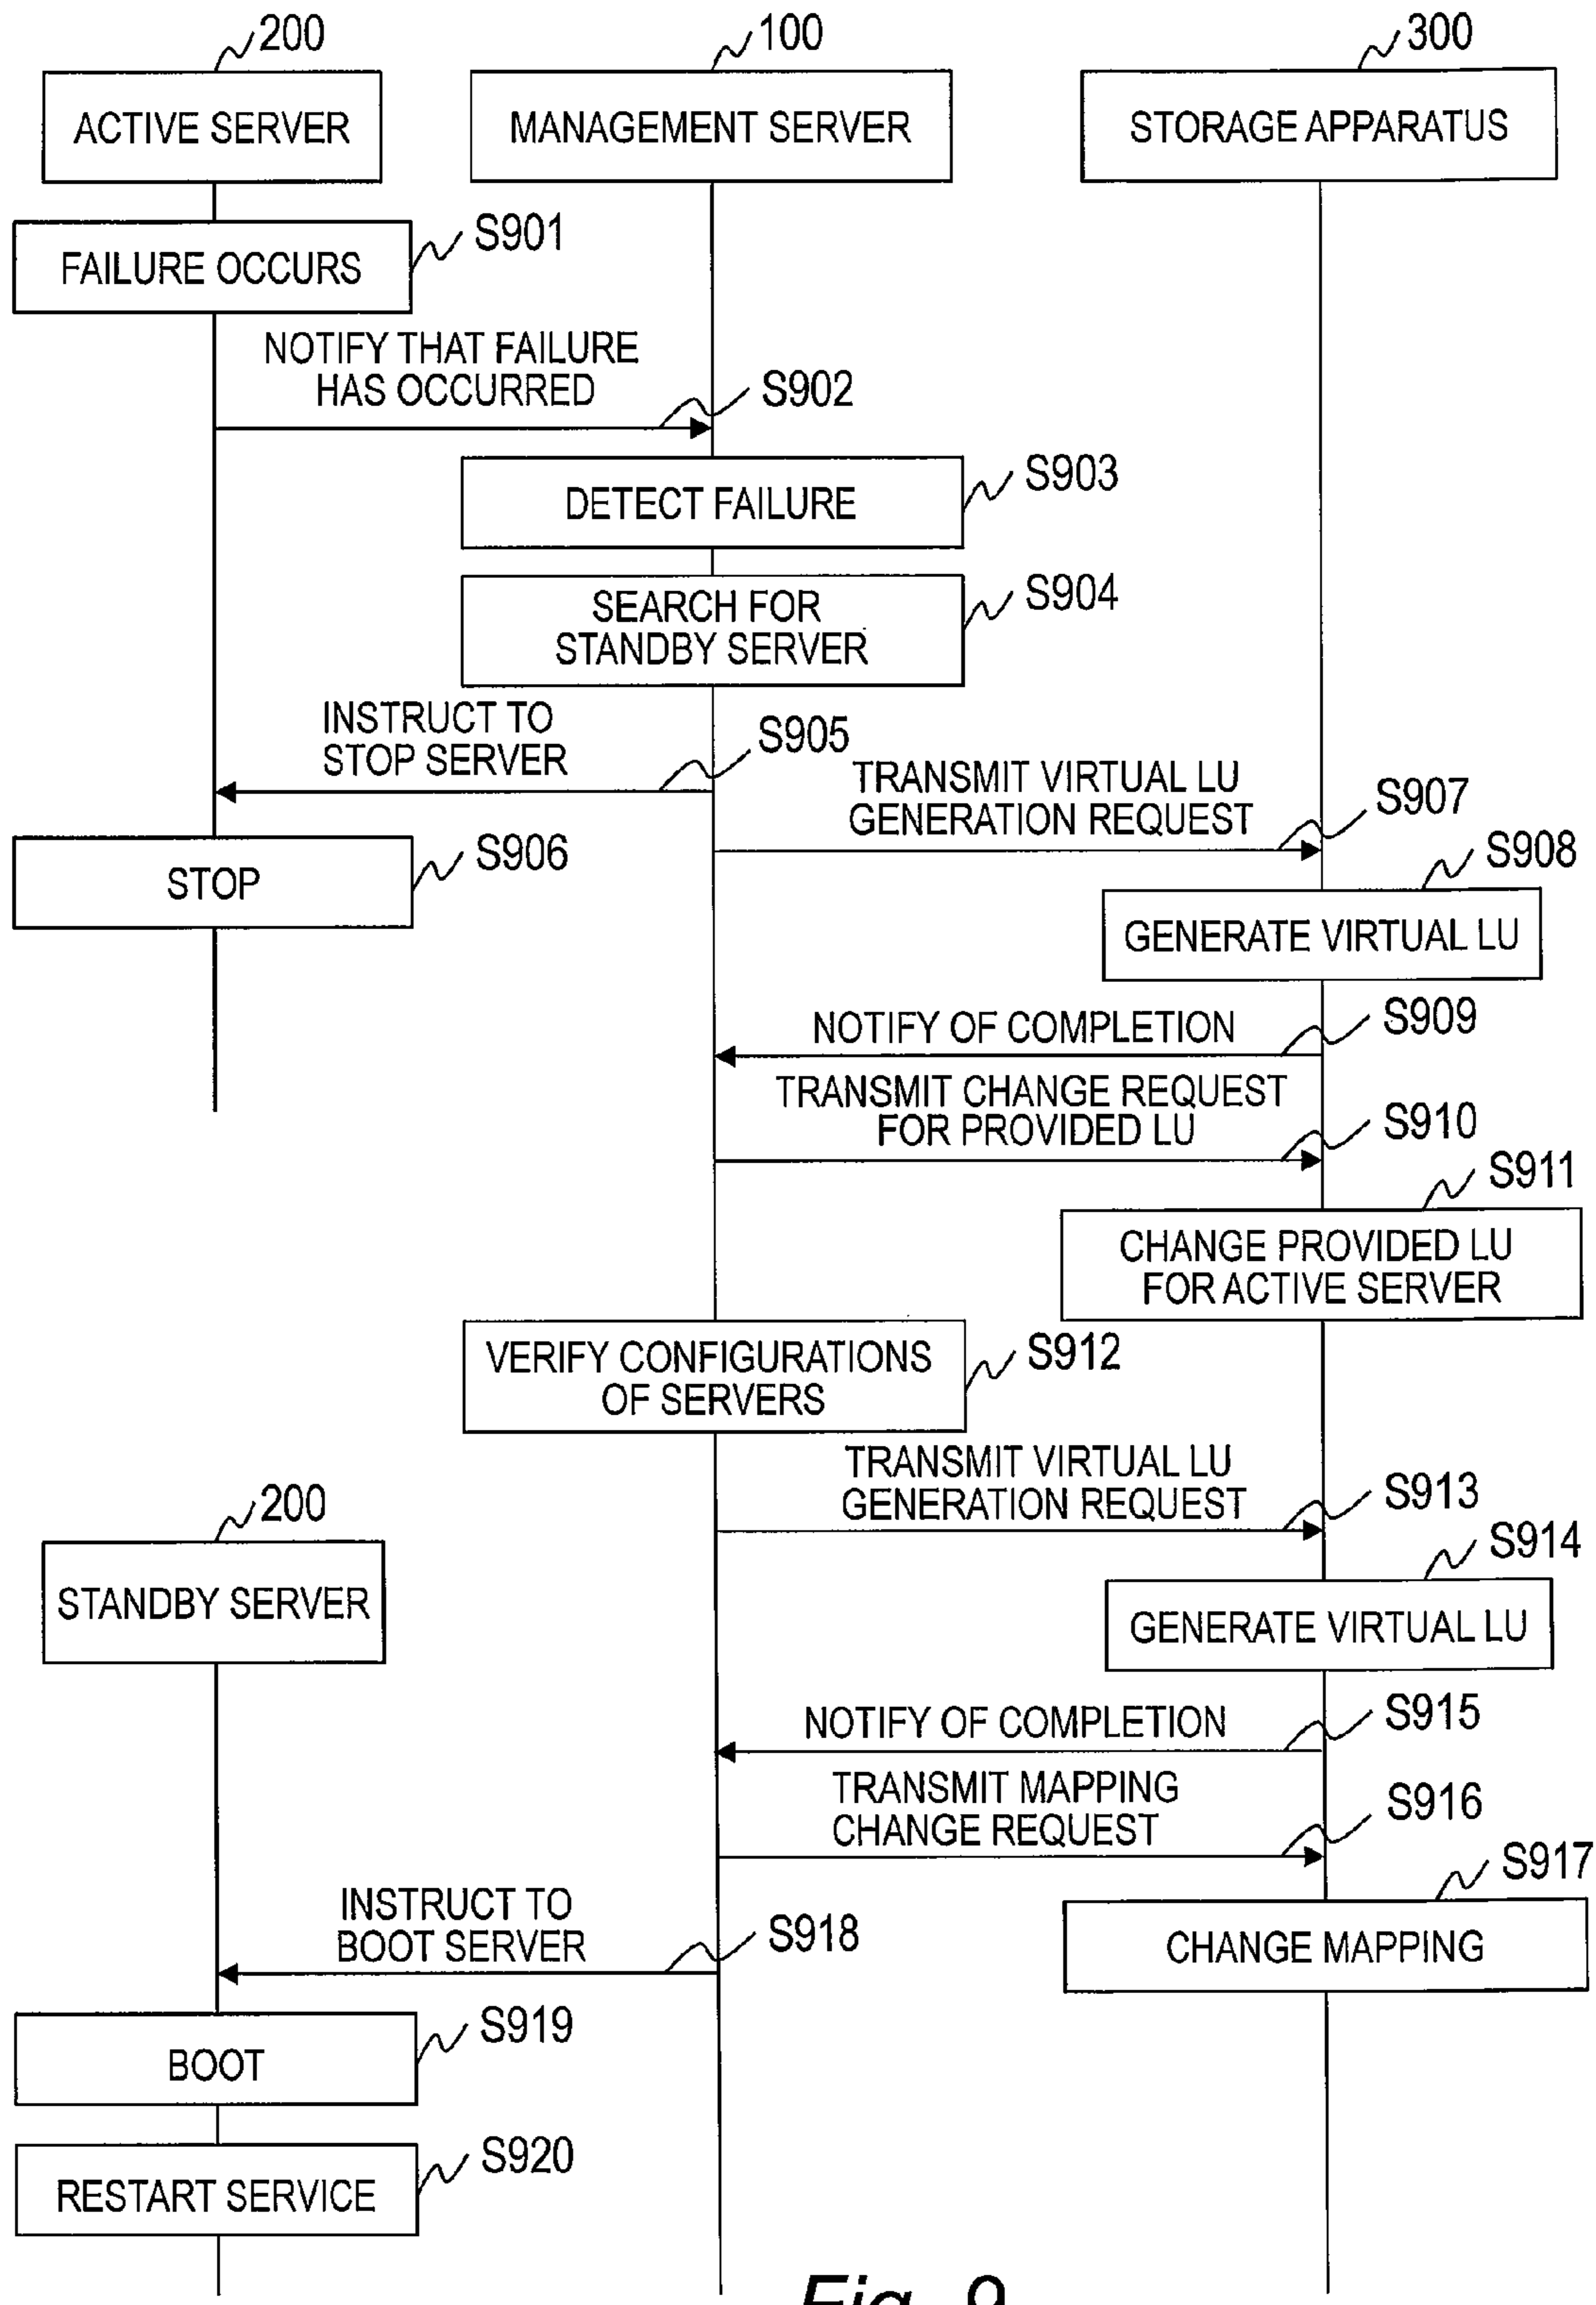 200
100
300
ACTIVE SERVER
MANAGEMENT SERVER
STORAGE APPARATUS
S901
FAILURE OCCURS
NOTIFY THAT FAILURE
HAS OCCURRED
S902
S903
DETECT FAILURE
S904
SEARCH FOR
STANDBY SERVER
INSTRUCT TO
STOP SERVER
S905
TRANSMIT VIRTUAL LU
GENERATION REQUEST
S907
S906
STOP
S908
GENERATE VIRTUAL LU
NOTIFY OF COMPLETION
S909
TRANSMIT CHANGE REQUEST
FOR PROVIDED LU
S910
S911
CHANGE PROVIDED LU
FOR ACTIVE SERVER
VERIFY CONFIGURATIONS
OF SERVERS
S912
TRANSMIT VIRTUAL LU
GENERATION REQUEST
S913
200
STANDBY SERVER
S914
GENERATE VIRTUAL LU
NOTIFY OF COMPLETION
S915
TRANSMIT MAPPING
CHANGE REQUEST
S916
S917
CHANGE MAPPING
INSTRUCT TO
BOOT SERVER
S918
S919
BOOT
S920
RESTART SERVICE
Fig. 9